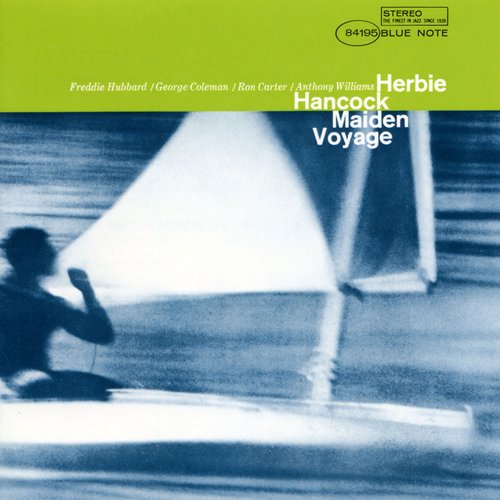 STEREO
THE FINEST IN JAZZ SINCE 1939
84195 BLUE NOTE
Freddie Hubbard / George Coleman / Ron Carter / Anthony Williams Herbie
Hancock
Maiden
Voyage